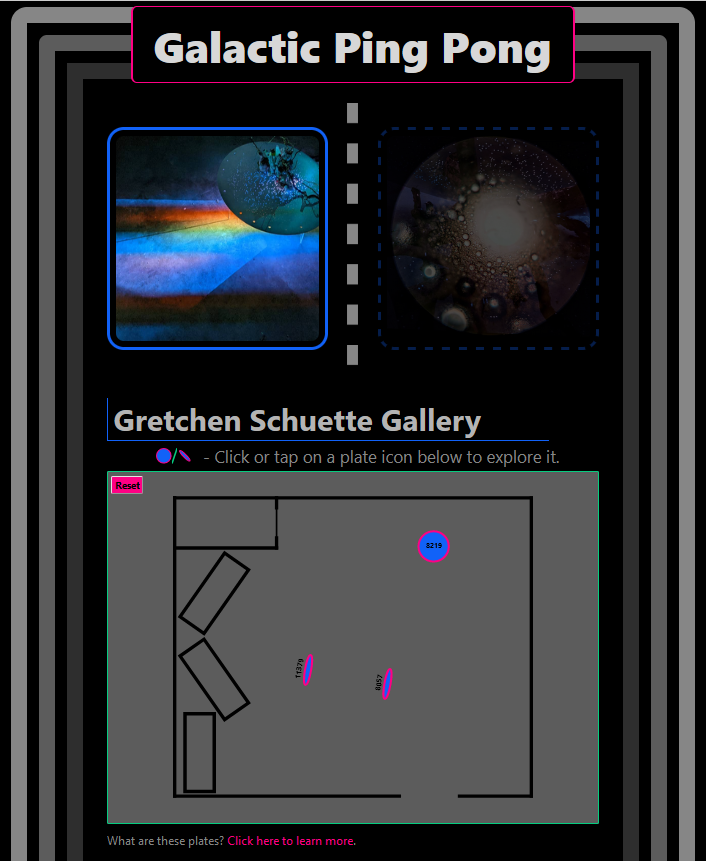 Galactic Ping Pong
Gretchen Schuette Gallery
/ - Click or tap on a plate icon below to explore it.
Reset
8219
11379
8057
What are these plates? Click here to learn more.